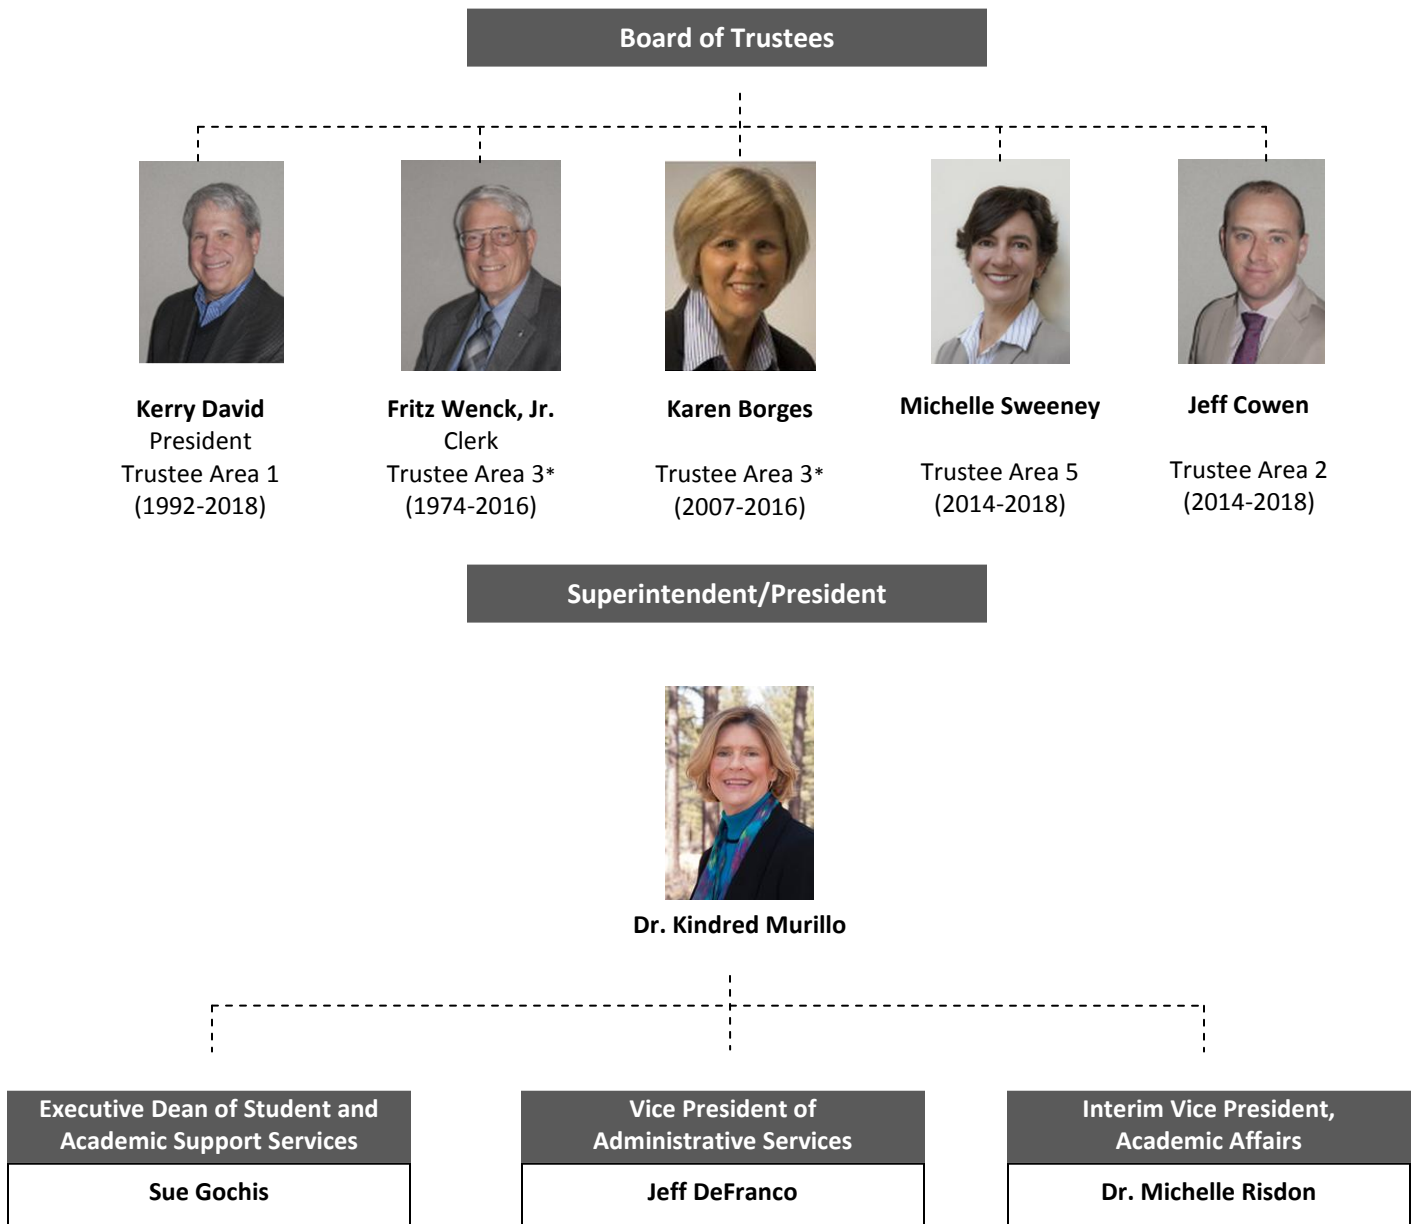 Board of Trustees
Kerry David
President
Trustee Area 1
(1992-2018)
Fritz Wenck, Jr.
Clerk
Trustee Area 3*
(1974-2016)
Karen Borges
Trustee Area 3*
(2007-2016)
Michelle Sweeney
Trustee Area 5
(2014-2018)
Jeff Cowen
Trustee Area 2
(2014-2018)
Superintendent/President
Dr. Kindred Murillo
Executive Dean of Student and
Academic Support Services
Sue Gochis
Vice President of
Administrative Services
Jeff DeFranco
Interim Vice President,
Academic Affairs
Dr. Michelle Risdon